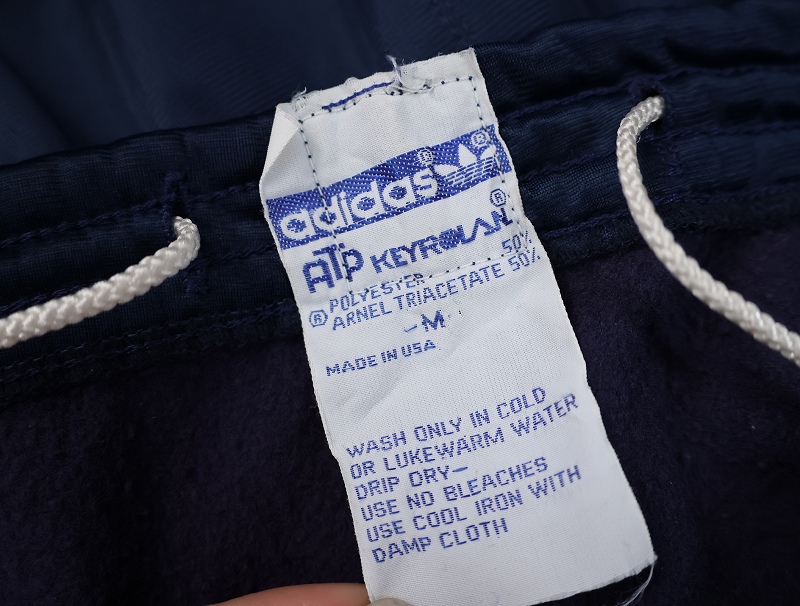 adidas®
ATP KEYROLAN®
POLYESTER 50%
® ARNEL TRIACETATE 50%
-M-
MADE IN USA
WASH ONLY IN COLD
OR LUKEWARM WATER
DRIP DRY—
USE NO BLEACHES
USE COOL IRON WITH
DAMP CLOTH